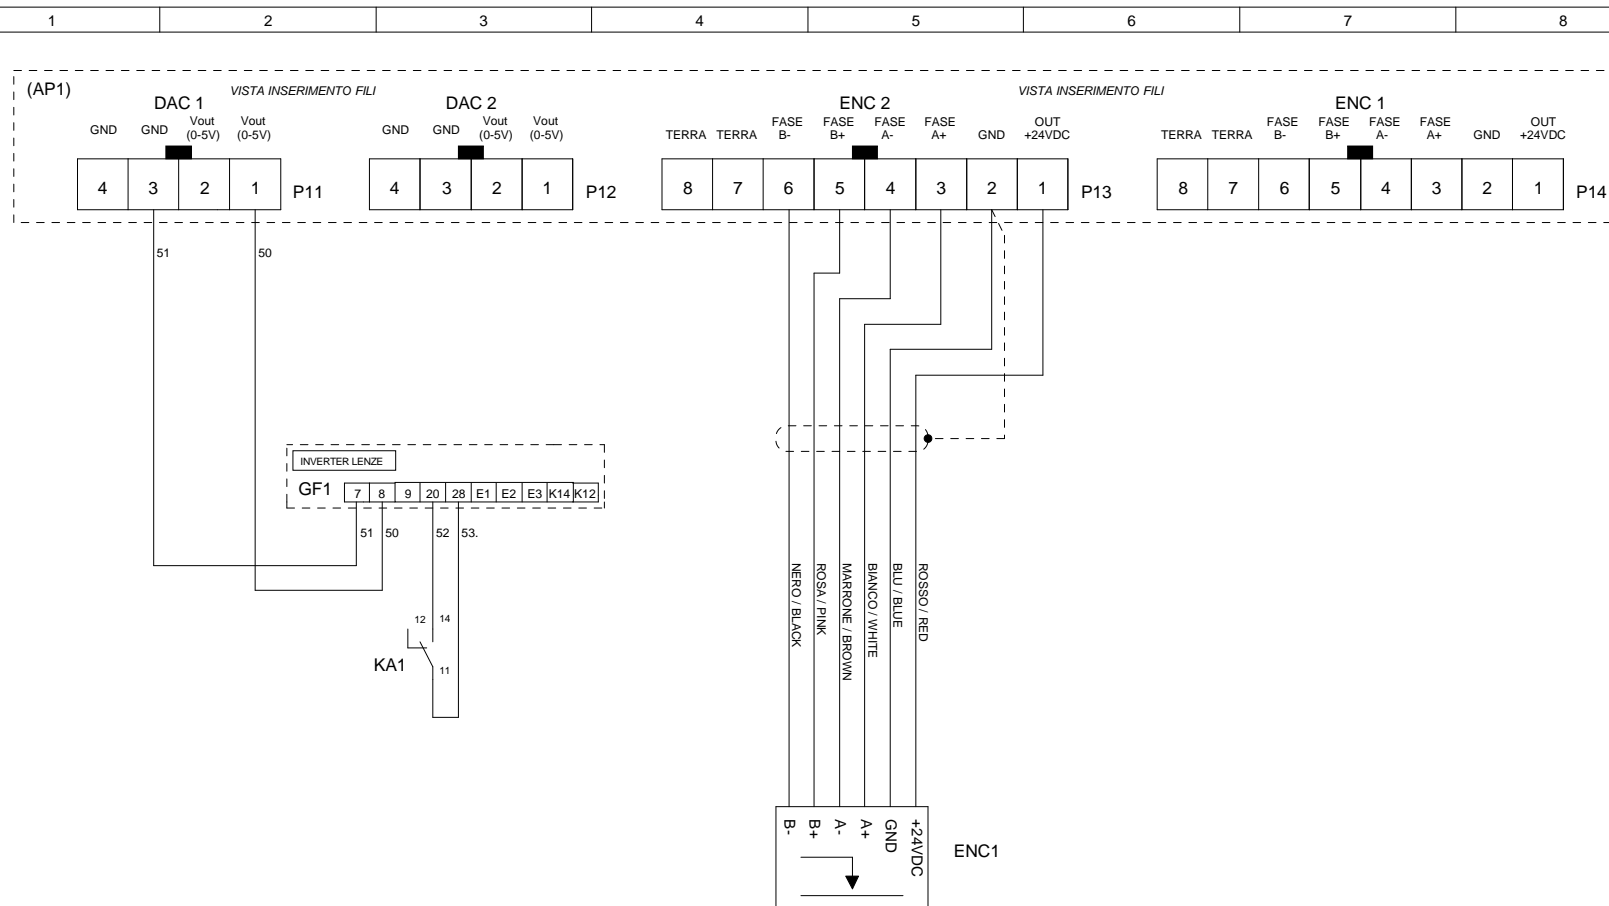 1 2 3 4 5 6 7 8
(AP1)
VISTA INSERIMENTO FILI
VISTA INSERIMENTO FILI
DAC 1
GND GND Vout (0-5V) Vout (0-5V)
4 3 2 1 P11
DAC 2
GND GND Vout (0-5V) Vout (0-5V)
4 3 2 1 P12
ENC 2
TERRA TERRA FASE B- FASE B+ FASE A- FASE A+ GND OUT +24VDC
8 7 6 5 4 3 2 1 P13
ENC 1
TERRA TERRA FASE B- FASE B+ FASE A- FASE A+ GND OUT +24VDC
8 7 6 5 4 3 2 1 P14
51 50
INVERTER LENZE
GF1 7 8 9 20 28 E1 E2 E3 K14 K12
51 50 52 53.
12 14
KA1
11
NERO / BLACK
ROSA / PINK
MARRONE / BROWN
BIANCO / WHITE
BLU / BLUE
ROSSO / RED
B- B+ A- A+ GND +24VDC
ENC1